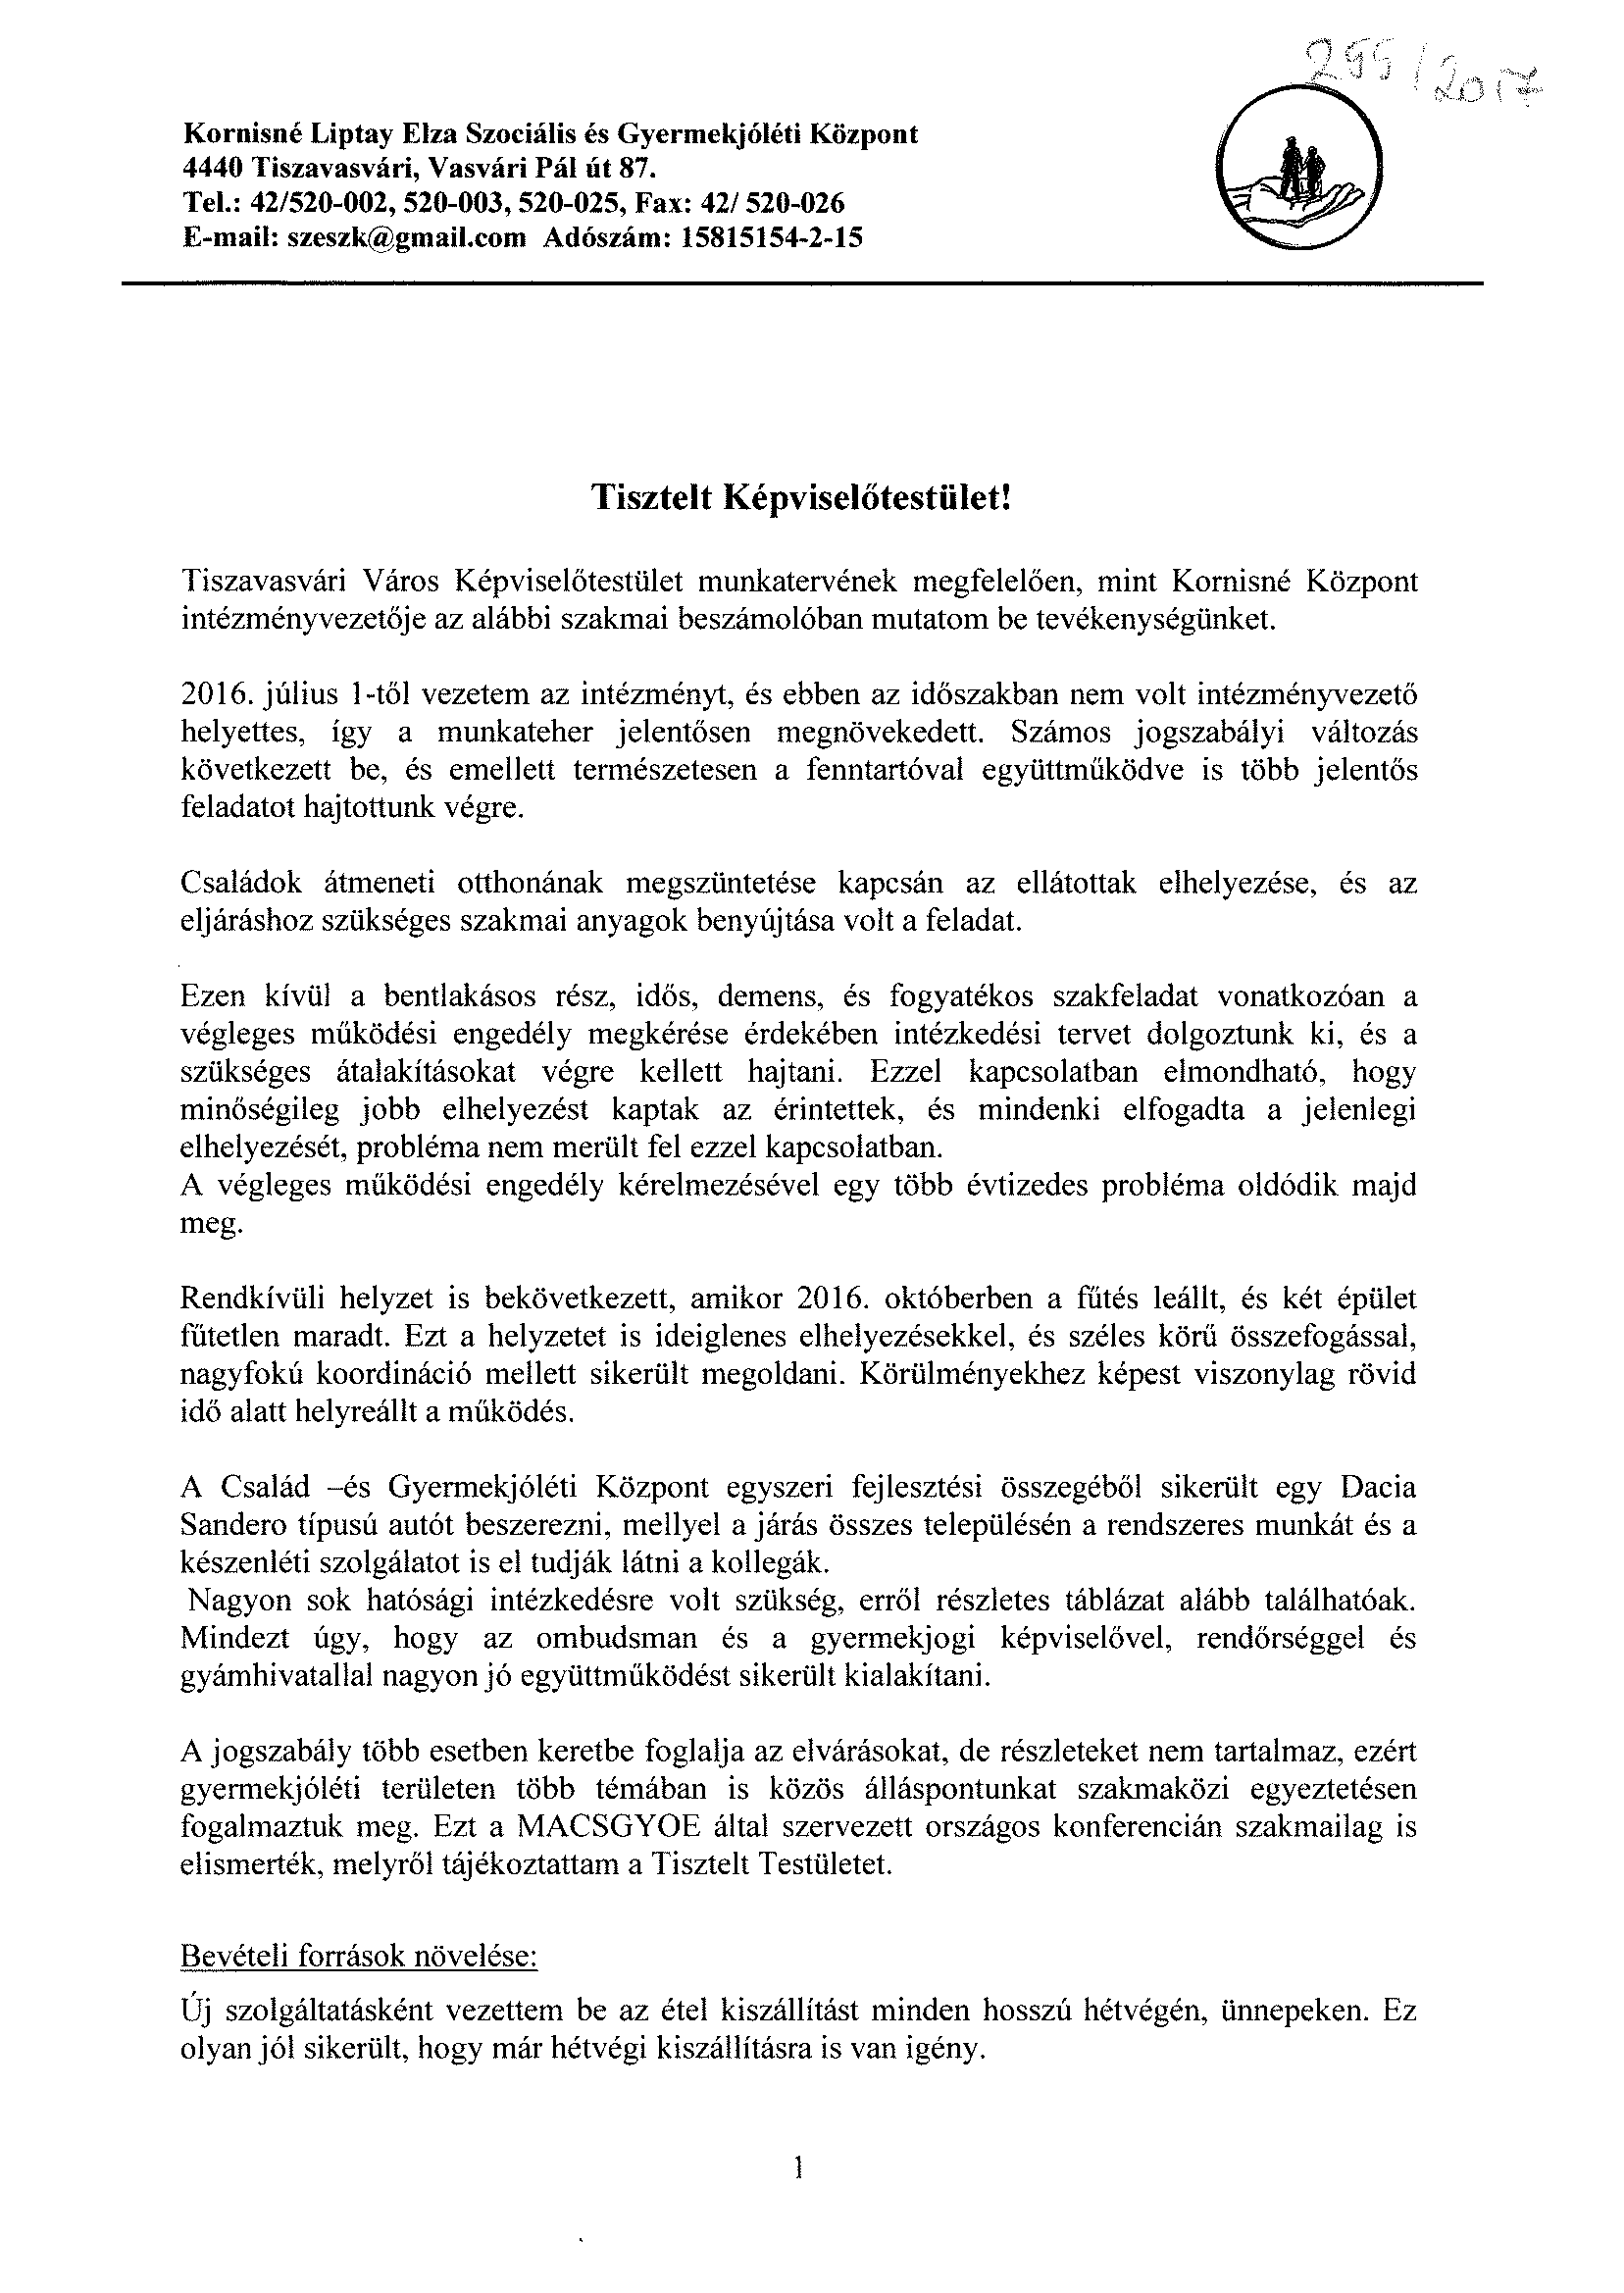 299/2017
Kornisné Liptay Elza Szociális és Gyermekjóléti Központ
4440 Tiszavasvári, Vasvári Pál út 87.
Tel.: 42/520-002, 520-003, 520-025, Fax: 42/ 520-026
E-mail: szeszk@gmail.com Adószám: 15815154-2-15
Tisztelt Képviselőtestület!
Tiszavasvári Város Képviselőtestület munkatervének megfelelően, mint Kornisné Központ
intézményvezetője az alábbi szakmai beszámolóban mutatom be tevékenységünket.
2016. július 1-től vezetem az intézményt, és ebben az időszakban nem volt intézményvezető
helyettes, így a munkateher jelentősen megnövekedett. Számos jogszabályi változás
következett be, és emellett természetesen a fenntartóval együttműködve is több jelentős
feladatot hajtottunk végre.
Családok átmeneti otthonának megszüntetése kapcsán az ellátottak elhelyezése, és az
eljáráshoz szükséges szakmai anyagok benyújtása volt a feladat.
Ezen kívül a bentlakásos rész, idős, demens, és fogyatékos szakfeladat vonatkozóan a
végleges működési engedély megkérése érdekében intézkedési tervet dolgoztunk ki, és a
szükséges átalakításokat végre kellett hajtani. Ezzel kapcsolatban elmondható, hogy
minőségileg jobb elhelyezést kaptak az érintettek, és mindenki elfogadta a jelenlegi
elhelyezését, probléma nem merült fel ezzel kapcsolatban.
A végleges működési engedély kérelmezésével egy több évtizedes probléma oldódik majd
meg.
Rendkívüli helyzet is bekövetkezett, amikor 2016. októberben a fűtés leállt, és két épület
fűtetlen maradt. Ezt a helyzetet is ideiglenes elhelyezésekkel, és széles körű összefogással,
nagyfokú koordináció mellett sikerült megoldani. Körülményekhez képest viszonylag rövid
idő alatt helyreállt a működés.
A Család –és Gyermekjóléti Központ egyszeri fejlesztési összegéből sikerült egy Dacia
Sandero típusú autót beszerezni, mellyel a járás összes településén a rendszeres munkát és a
készenléti szolgálatot is el tudják látni a kollegák.
Nagyon sok hatósági intézkedésre volt szükség, erről részletes táblázat alább találhatóak.
Mindezt úgy, hogy az ombudsman és a gyermekjogi képviselővel, rendőrséggel és
gyámhivatallal nagyon jó együttműködést sikerült kialakítani.
A jogszabály több esetben keretbe foglalja az elvárásokat, de részleteket nem tartalmaz, ezért
gyermekjóléti területen több témában is közös álláspontunkat szakmaközi egyeztetésen
fogalmaztuk meg. Ezt a MACSGYOE által szervezett országos konferencián szakmailag is
elismerték, melyről tájékoztattam a Tisztelt Testületet.
Bevételi források növelése:
Új szolgáltatásként vezettem be az étel kiszállítást minden hosszú hétvégén, ünnepeken. Ez
olyan jól sikerült, hogy már hétvégi kiszállításra is van igény.
1